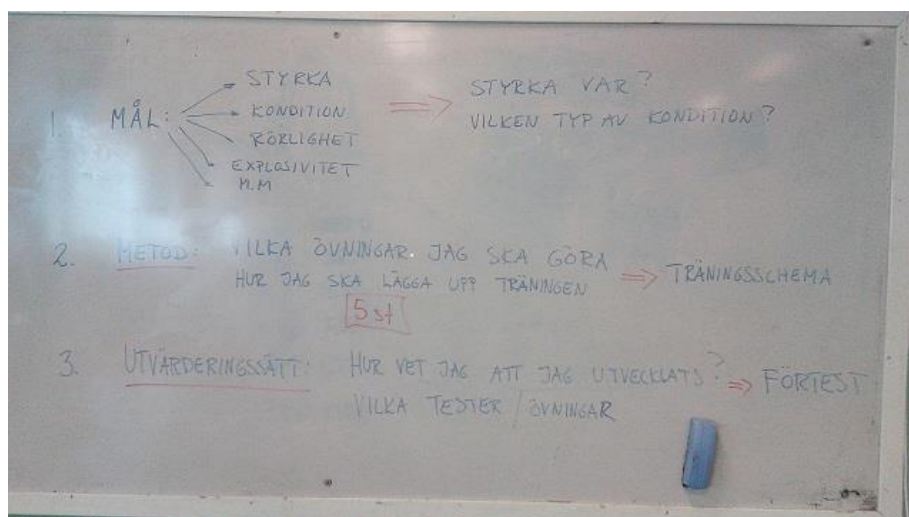 1. MÅL: STYRKA
KONDITION
RÖRLIGHET
EXPLOSIVITET
M.M
STYRKA VAR?
VILKEN TYP AV KONDITION?
2. METOD: VILKA ÖVNINGAR JAG SKA GÖRA
HUR JAG SKA LÄGGA UPP TRÄNINGEN
TRÄNINGSSCHEMA
5 st
3. UTVÄRDERINGSSÄTT: HUR VET JAG ATT JAG UTVECKLATS?
VILKA TESTER / ÖVNINGAR
FÖRTEST